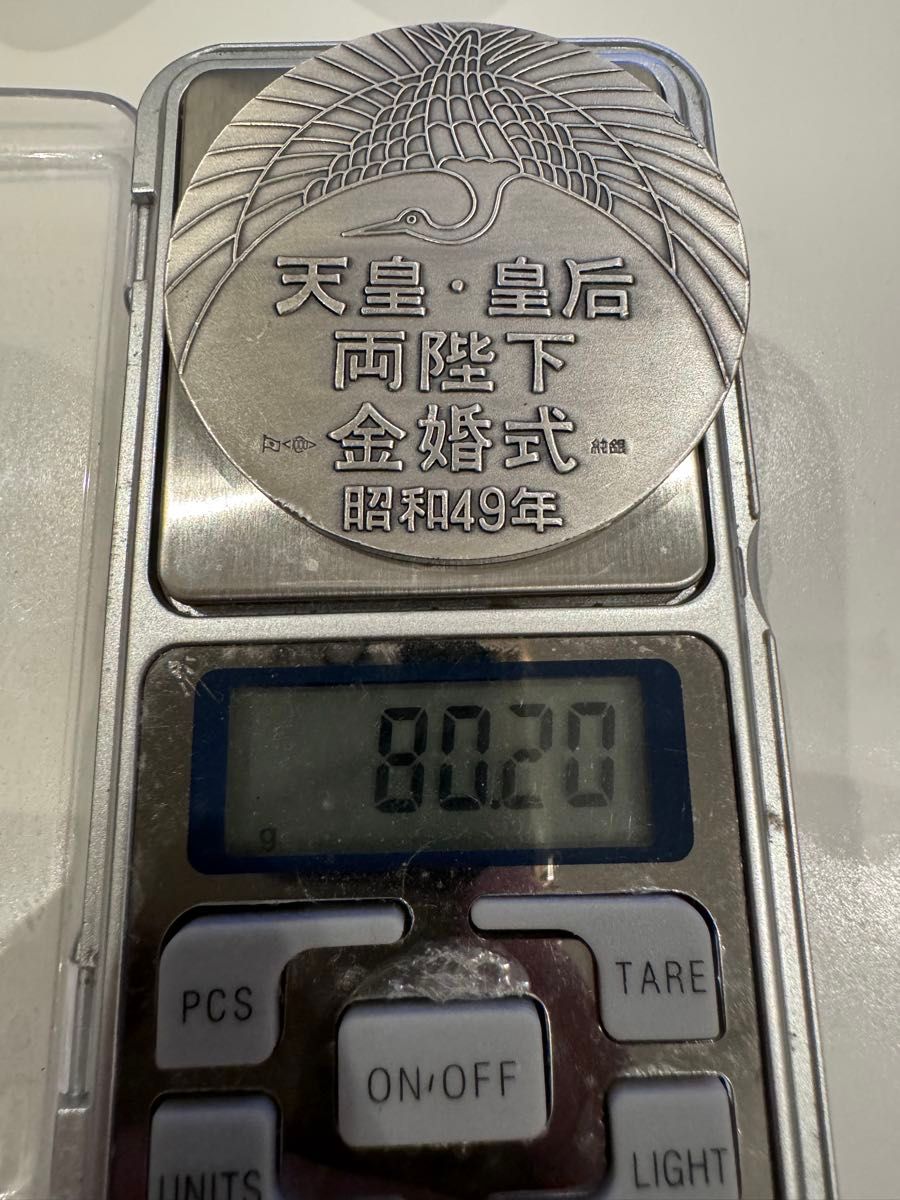 天皇・皇后
両陛下
金婚式
純銀
昭和49年
80.20
g
PCS
TARE
ON/OFF
UNITS
LIGHT